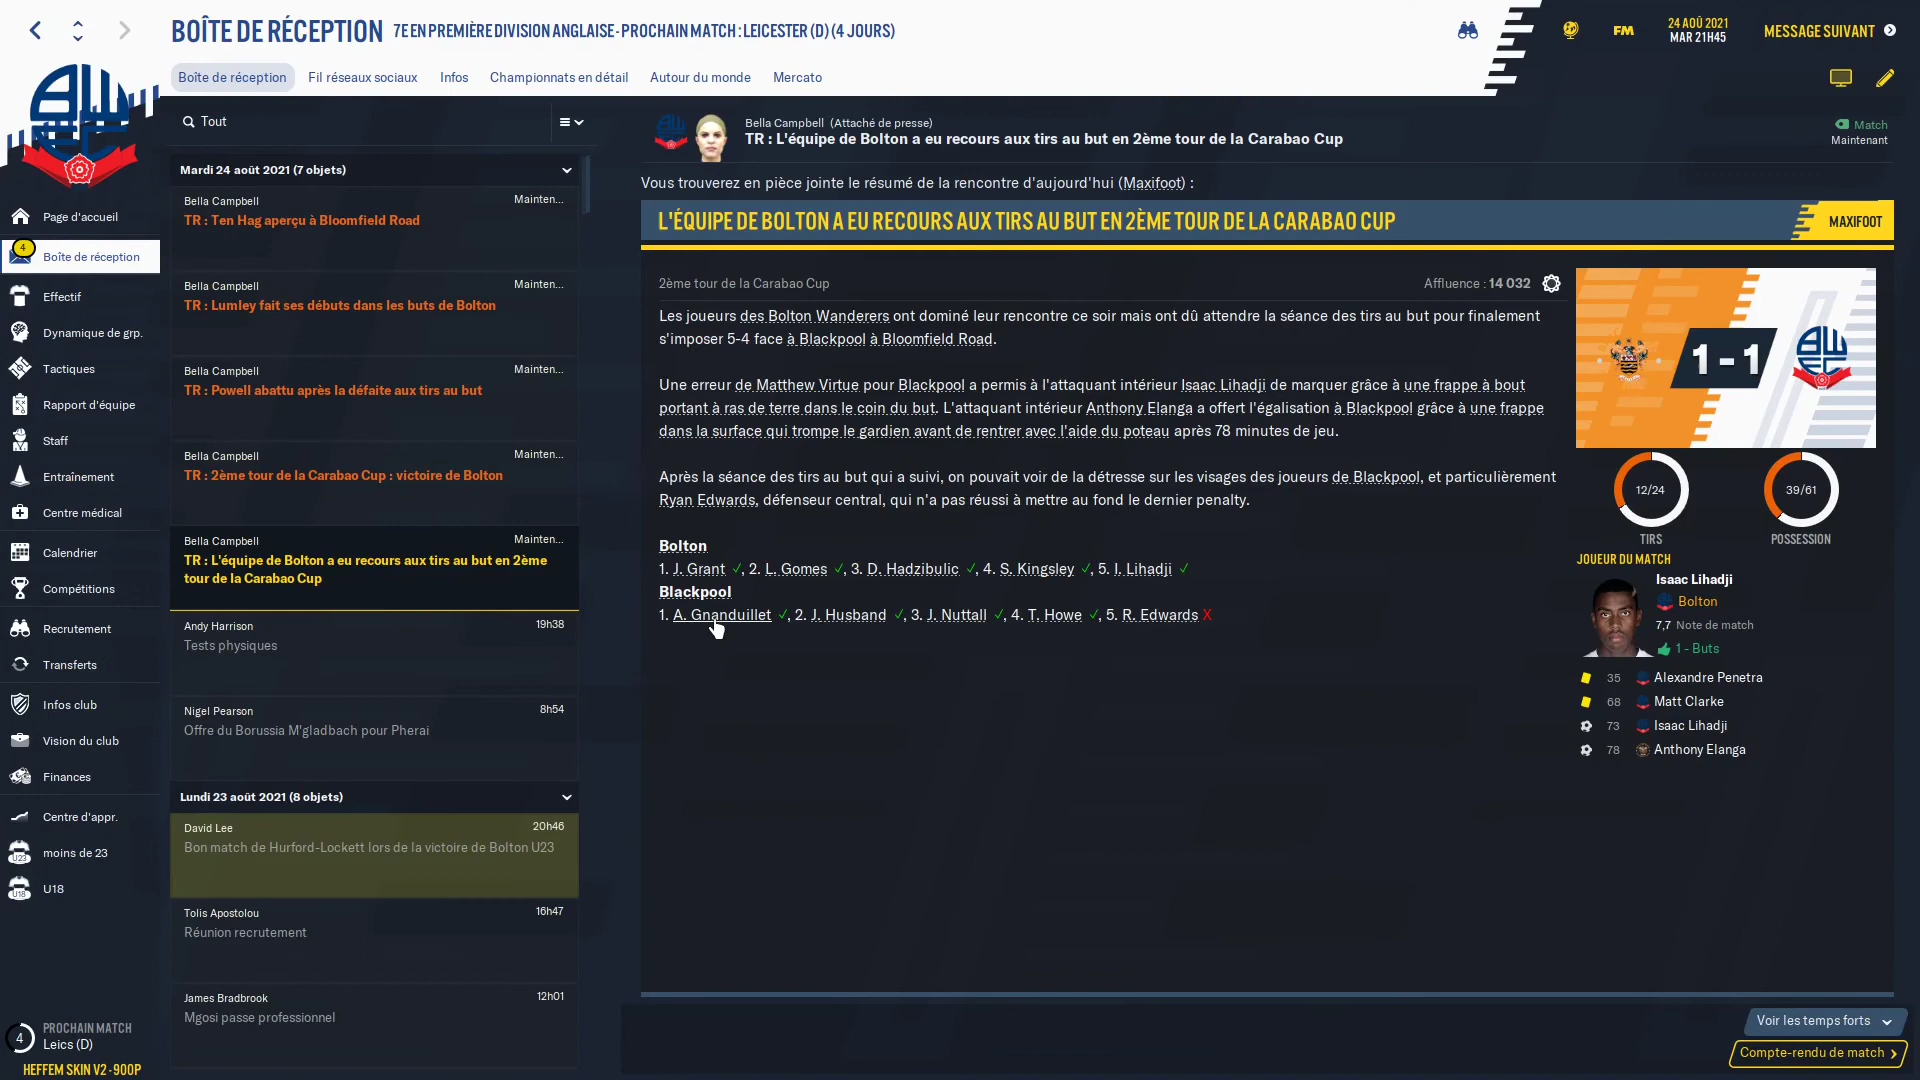 BOÎTE DE RÉCEPTION
7E EN PREMIÈRE DIVISION ANGLAISE - PROCHAIN MATCH : LEICESTER (D) (4 JOURS)
FM
24 AOÛ 2021
MAR 21H45
MESSAGE SUIVANT
Boîte de réception
Fil réseaux sociaux
Infos
Championnats en détail
Autour du monde
Mercato
Page d'accueil
4
Boîte de réception
Effectif
Dynamique de grp.
Tactiques
Rapport d'équipe
Staff
Entraînement
Centre médical
Calendrier
Compétitions
Recrutement
Transferts
Infos club
Vision du club
Finances
Centre d'appr.
U23
moins de 23
U18
U18
4
PROCHAIN MATCH
Leics (D)
HEFFEM SKIN V2 - 900P
Tout
Mardi 24 août 2021 (7 objets)
Bella Campbell
Mainten...
TR : Ten Hag aperçu à Bloomfield Road
Bella Campbell
Mainten...
TR : Lumley fait ses débuts dans les buts de Bolton
Bella Campbell
Mainten...
TR : Powell abattu après la défaite aux tirs au but
Bella Campbell
Mainten...
TR : 2ème tour de la Carabao Cup : victoire de Bolton
Bella Campbell
Mainten...
TR : L'équipe de Bolton a eu recours aux tirs au but en 2ème
tour de la Carabao Cup
Andy Harrison
19h38
Tests physiques
Nigel Pearson
8h54
Offre du Borussia M'gladbach pour Pherai
Lundi 23 août 2021 (8 objets)
David Lee
20h46
Bon match de Hurford-Lockett lors de la victoire de Bolton U23
Tolis Apostolou
16h47
Réunion recrutement
James Bradbrook
12h01
Mgosi passe professionnel
Bella Campbell (Attaché de presse)
TR : L'équipe de Bolton a eu recours aux tirs au but en 2ème tour de la Carabao Cup
Match
Maintenant
Vous trouverez en pièce jointe le résumé de la rencontre d'aujourd'hui (Maxifoot) :
L'ÉQUIPE DE BOLTON A EU RECOURS AUX TIRS AU BUT EN 2ÈME TOUR DE LA CARABAO CUP
MAXIFOOT
2ème tour de la Carabao Cup
Affluence : 14 032
Les joueurs des Bolton Wanderers ont dominé leur rencontre ce soir mais ont dû attendre la séance des tirs au but pour finalement
s'imposer 5-4 face à Blackpool à Bloomfield Road.
Une erreur de Matthew Virtue pour Blackpool a permis à l'attaquant intérieur Isaac Lihadji de marquer grâce à une frappe à bout
portant à ras de terre dans le coin du but. L'attaquant intérieur Anthony Elanga a offert l'égalisation à Blackpool grâce à une frappe
dans la surface qui trompe le gardien avant de rentrer avec l'aide du poteau après 78 minutes de jeu.
Après la séance des tirs au but qui a suivi, on pouvait voir de la détresse sur les visages des joueurs de Blackpool, et particulièrement
Ryan Edwards, défenseur central, qui n'a pas réussi à mettre au fond le dernier penalty.
Bolton
1. J. Grant ✓, 2. L. Gomes ✓, 3. D. Hadzibulic ✓, 4. S. Kingsley ✓, 5. I. Lihadji ✓
Blackpool
1. A. Gnanduillet ✓, 2. J. Husband ✓, 3. J. Nuttall ✓, 4. T. Howe ✓, 5. R. Edwards X
1 - 1
12/24
39/61
TIRS
POSSESSION
JOUEUR DU MATCH
Isaac Lihadji
Bolton
7,7 Note de match
1 - Buts
35 Alexandre Penetra
68 Matt Clarke
73 Isaac Lihadji
78 Anthony Elanga
Voir les temps forts
Compte-rendu de match